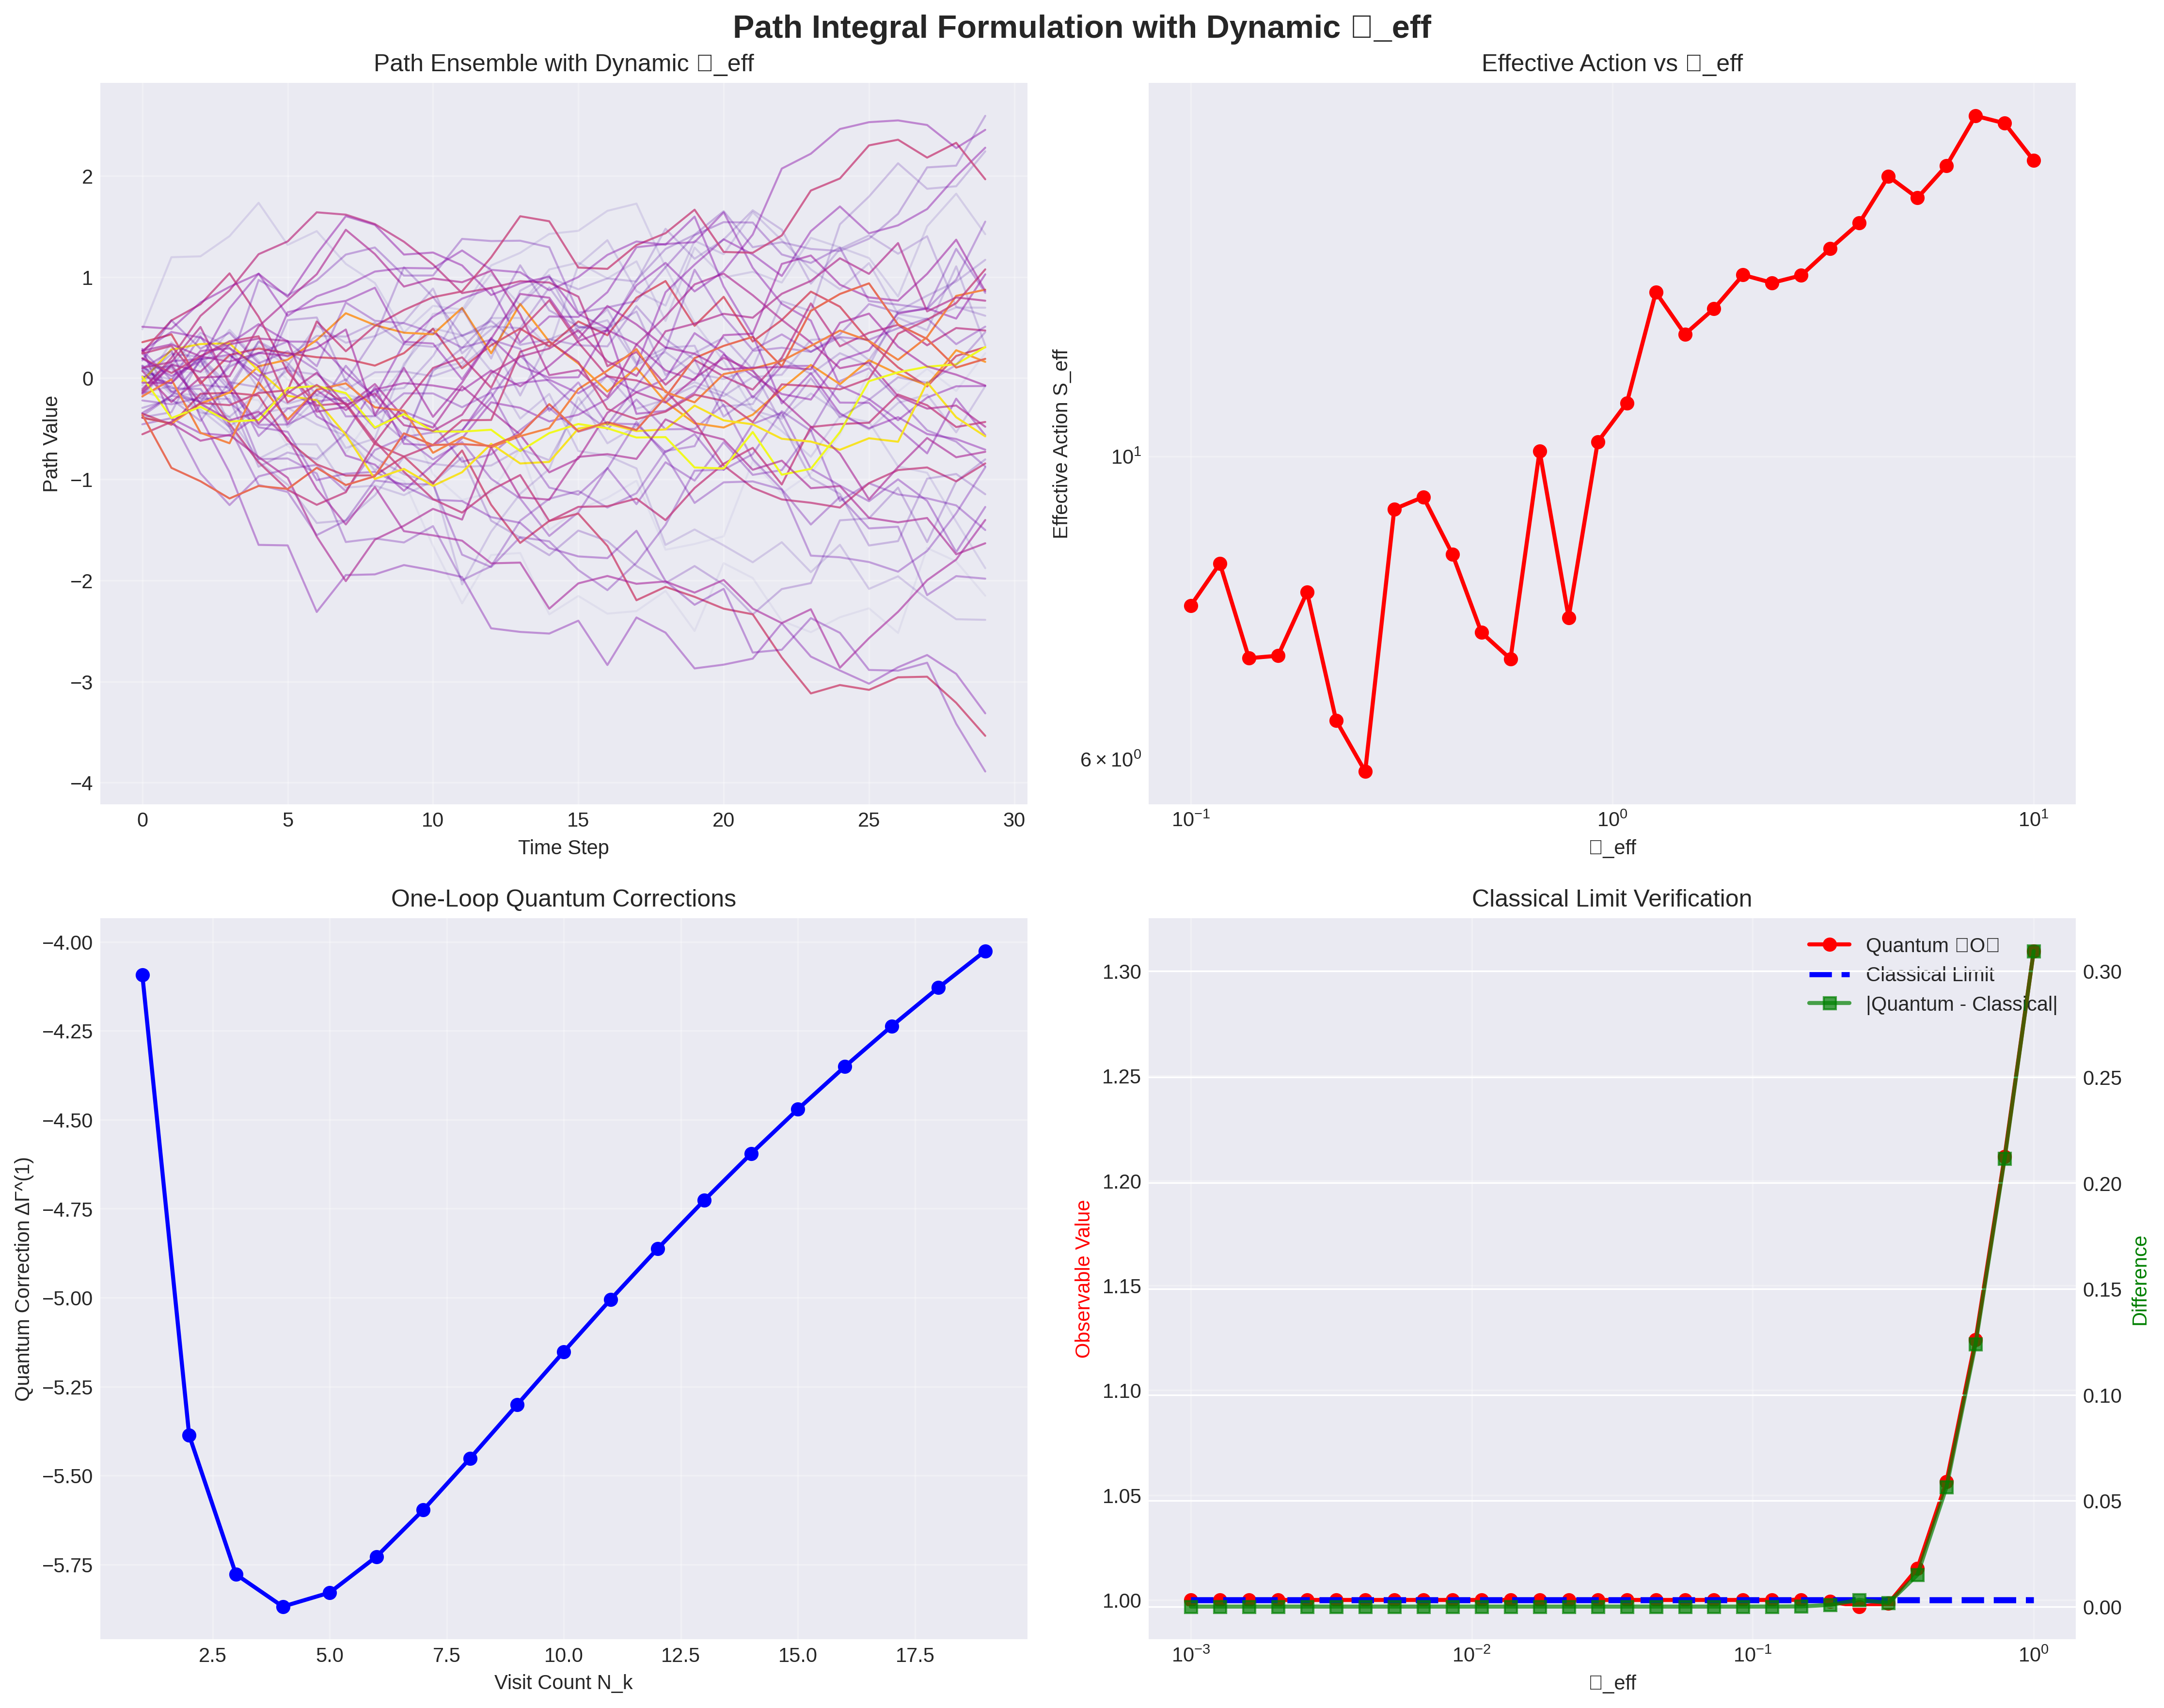 Path Integral Formulation with Dynamic □_eff
Path Ensemble with Dynamic □_eff
Path Value
2
1
0
−1
−2
−3
−4
0 5 10 15 20 25 30
Time Step
Effective Action vs □_eff
Effective Action S_eff
10¹
6 × 10⁰
10⁻¹ 10⁰ 10¹
□_eff
One-Loop Quantum Corrections
Quantum Correction ΔΓ^(1)
−4.00
−4.25
−4.50
−4.75
−5.00
−5.25
−5.50
−5.75
2.5 5.0 7.5 10.0 12.5 15.0 17.5
Visit Count N_k
Classical Limit Verification
Observable Value
1.30
1.25
1.20
1.15
1.10
1.05
1.00
Quantum □O□
Classical Limit
|Quantum - Classical|
0.30
0.25
0.20
0.15
0.10
0.05
0.00
Difference
10⁻³ 10⁻² 10⁻¹ 10⁰
□_eff